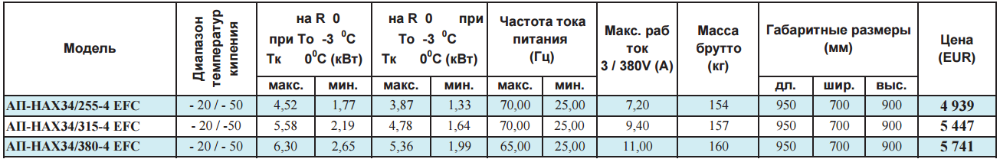 Модель
Диапазон температур кипения
на R 0
при То -3 ⁰С
Тк 0⁰С (кВт)
на R 0 при
То -3 ⁰С
Тк 0⁰С (кВт)
Частота тока
питания
(Гц)
Макс. раб
ток
3 / 380V (А)
Масса
брутто
(кг)
Габаритные размеры
(мм)
Цена
(EUR)
макс. мин. макс. мин. макс. мин. дл. шир. выс.
АП-НАХ34/255-4 EFC - 20 / - 50 4,52 1,77 3,87 1,33 70,00 25,00 7,20 154 950 700 900 4 939
АП-НАХ34/315-4 EFC - 20 / -50 5,58 2,19 4,78 1,64 70,00 25,00 9,40 157 950 700 900 5 447
АП-НАХ34/380-4 EFC - 20 / - 50 6,30 2,65 5,36 1,99 65,00 25,00 11,00 160 950 700 900 5 741